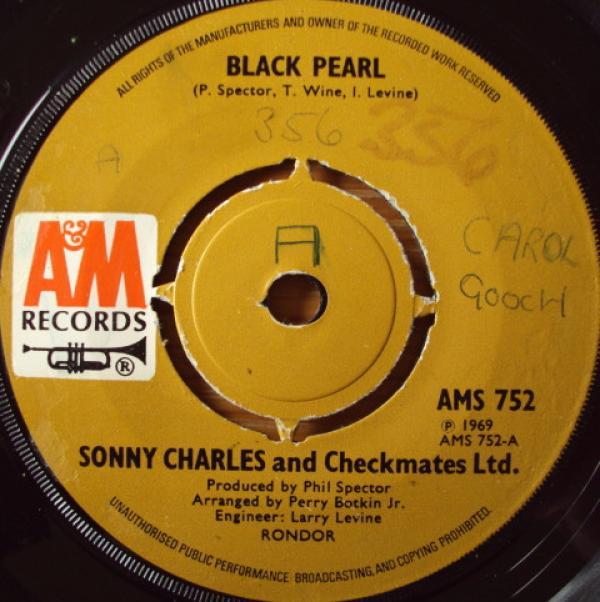 ALL RIGHTS OF THE MANUFACTURERS AND OWNER OF THE RECORDED WORK RESERVED
BLACK PEARL
(P. Spector, T. Wine, I. Levine)
356 356
A
A
CAROL
GOOCH
A&M
RECORDS
®
AMS 752
Ⓟ 1969
AMS 752-A
SONNY CHARLES and Checkmates Ltd.
Produced by Phil Spector
Arranged by Perry Botkin Jr.
Engineer: Larry Levine
RONDOR
UNAUTHORISED PUBLIC PERFORMANCE BROADCASTING, AND COPYING PROHIBITED.